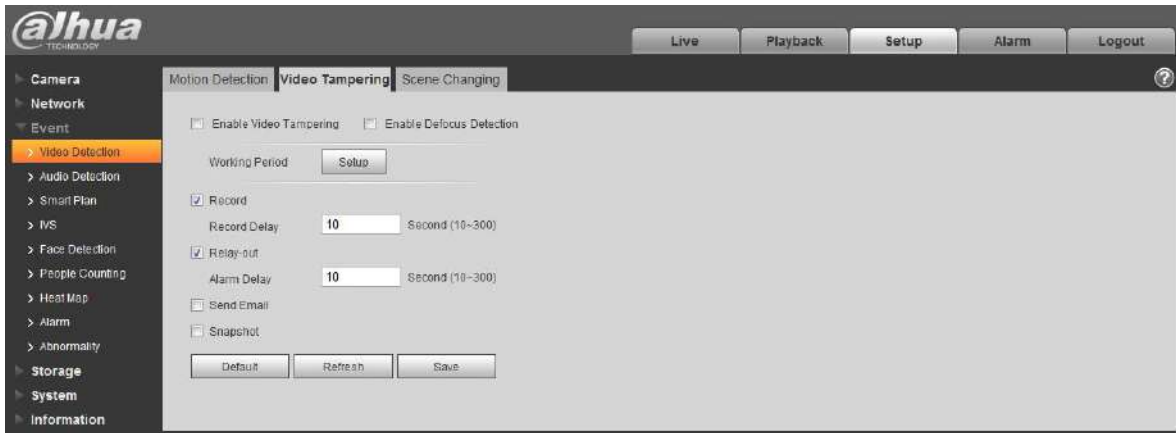 alhua
TECHNOLOGY
Live Playback Setup Alarm Logout
Camera
Network
Event
Video Detection
Audio Detection
Smart Plan
IVS
Face Detection
People Counting
Heat Map
Alarm
Abnormality
Storage
System
Information
Motion Detection Video Tampering Scene Changing ?
Enable Video Tampering Enable Defocus Detection
Working Period Setup
Record
Record Delay 10 Second (10~300)
Relay-out
Alarm Delay 10 Second (10~300)
Send Email
Snapshot
Default Refresh Save